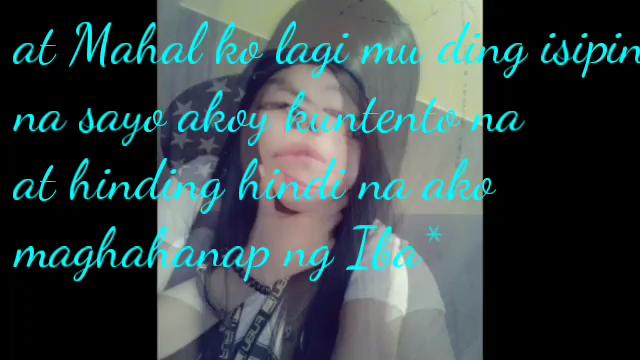 at Mahal ko lagi mu ding isipin
na sayo akoy kuntento na
at hinding hindi na ako
maghahanap ng Iba*